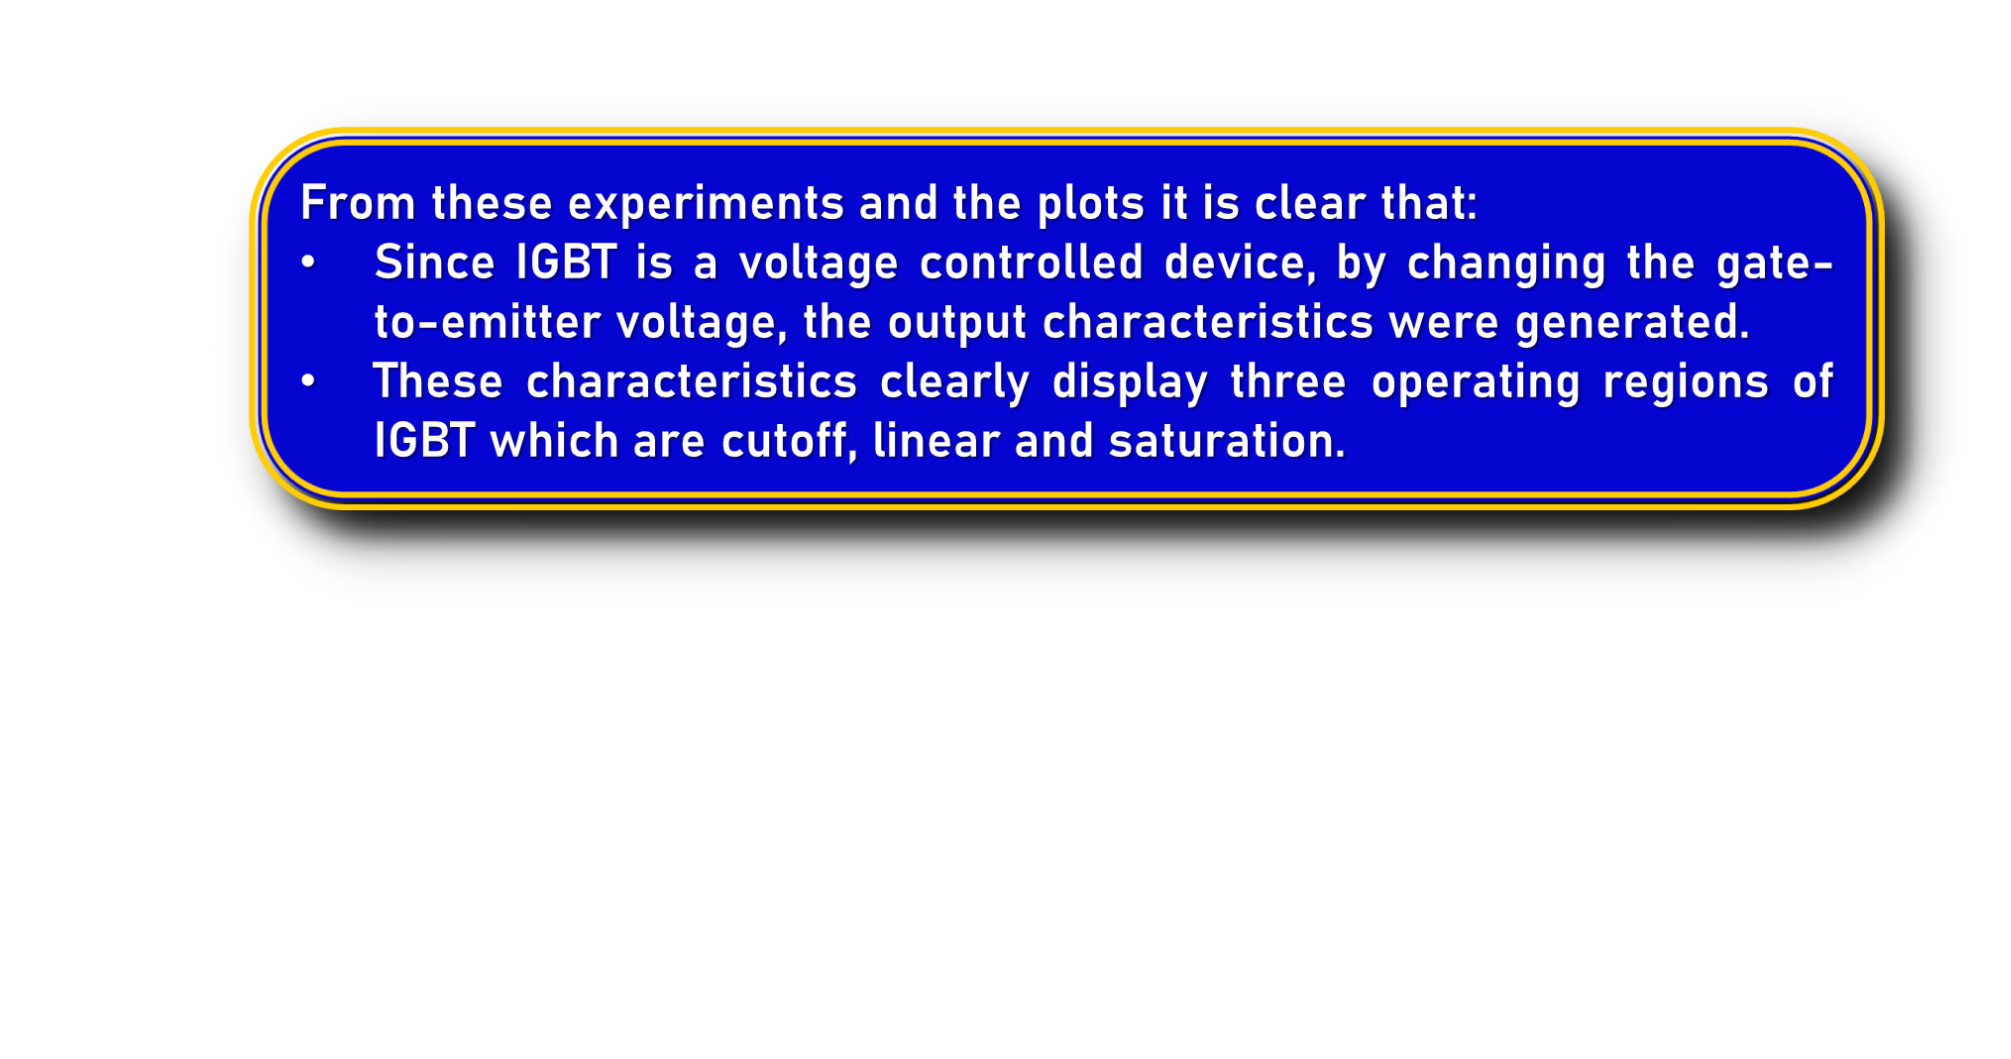 From these experiments and the plots it is clear that:
• Since IGBT is a voltage controlled device, by changing the gate-
to-emitter voltage, the output characteristics were generated.
• These characteristics clearly display three operating regions of
IGBT which are cutoff, linear and saturation.